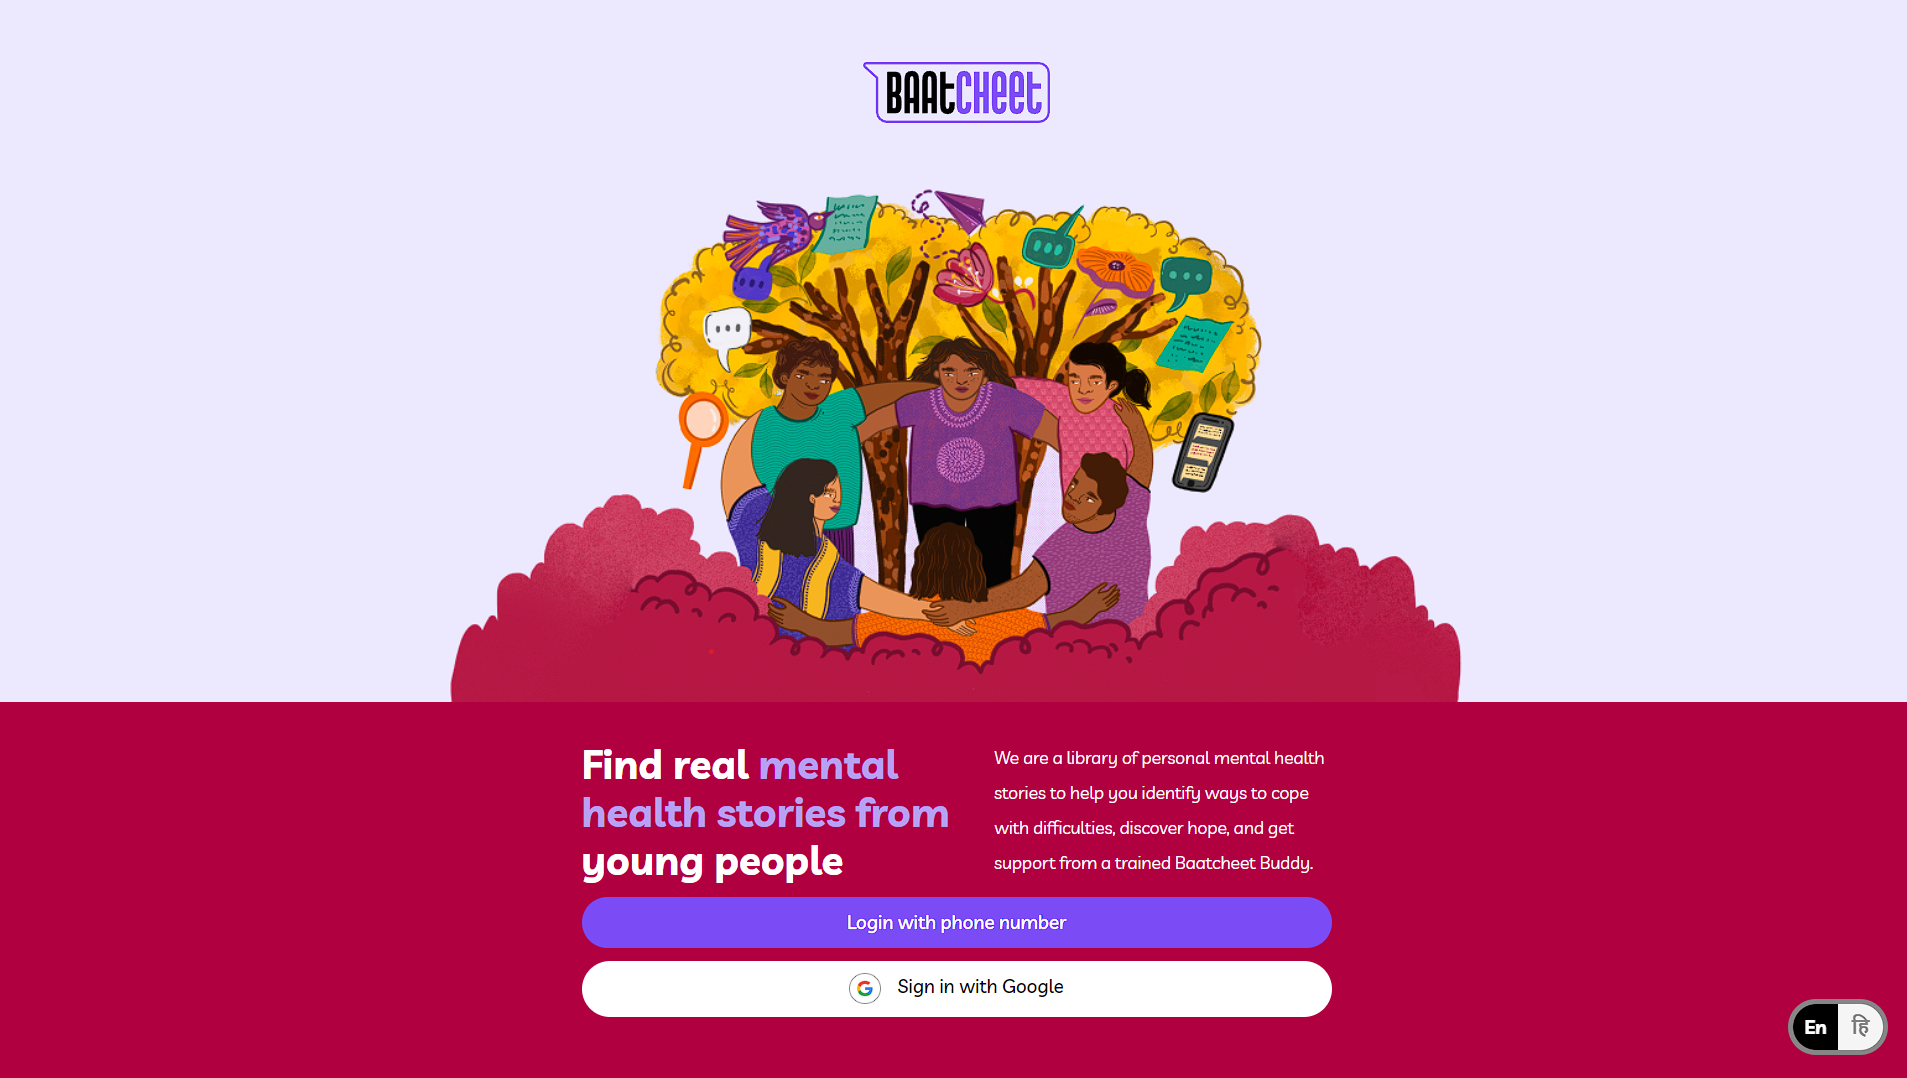 BAATCHEET
Find real mental
health stories from
young people
We are a library of personal mental health
stories to help you identify ways to cope
with difficulties, discover hope, and get
support from a trained Baatcheet Buddy.
Login with phone number
Sign in with Google
En हि